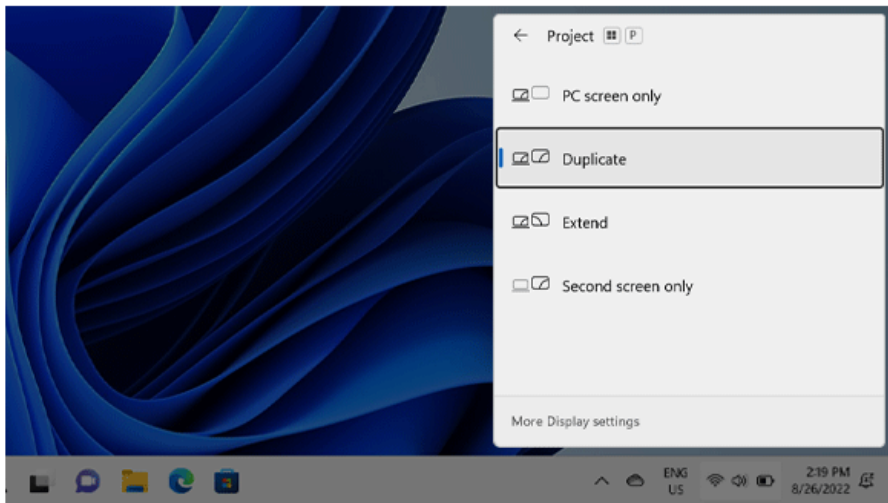 Project P
PC screen only
Duplicate
Extend
Second screen only
More Display settings
ENG
US
2:19 PM
8/26/2022